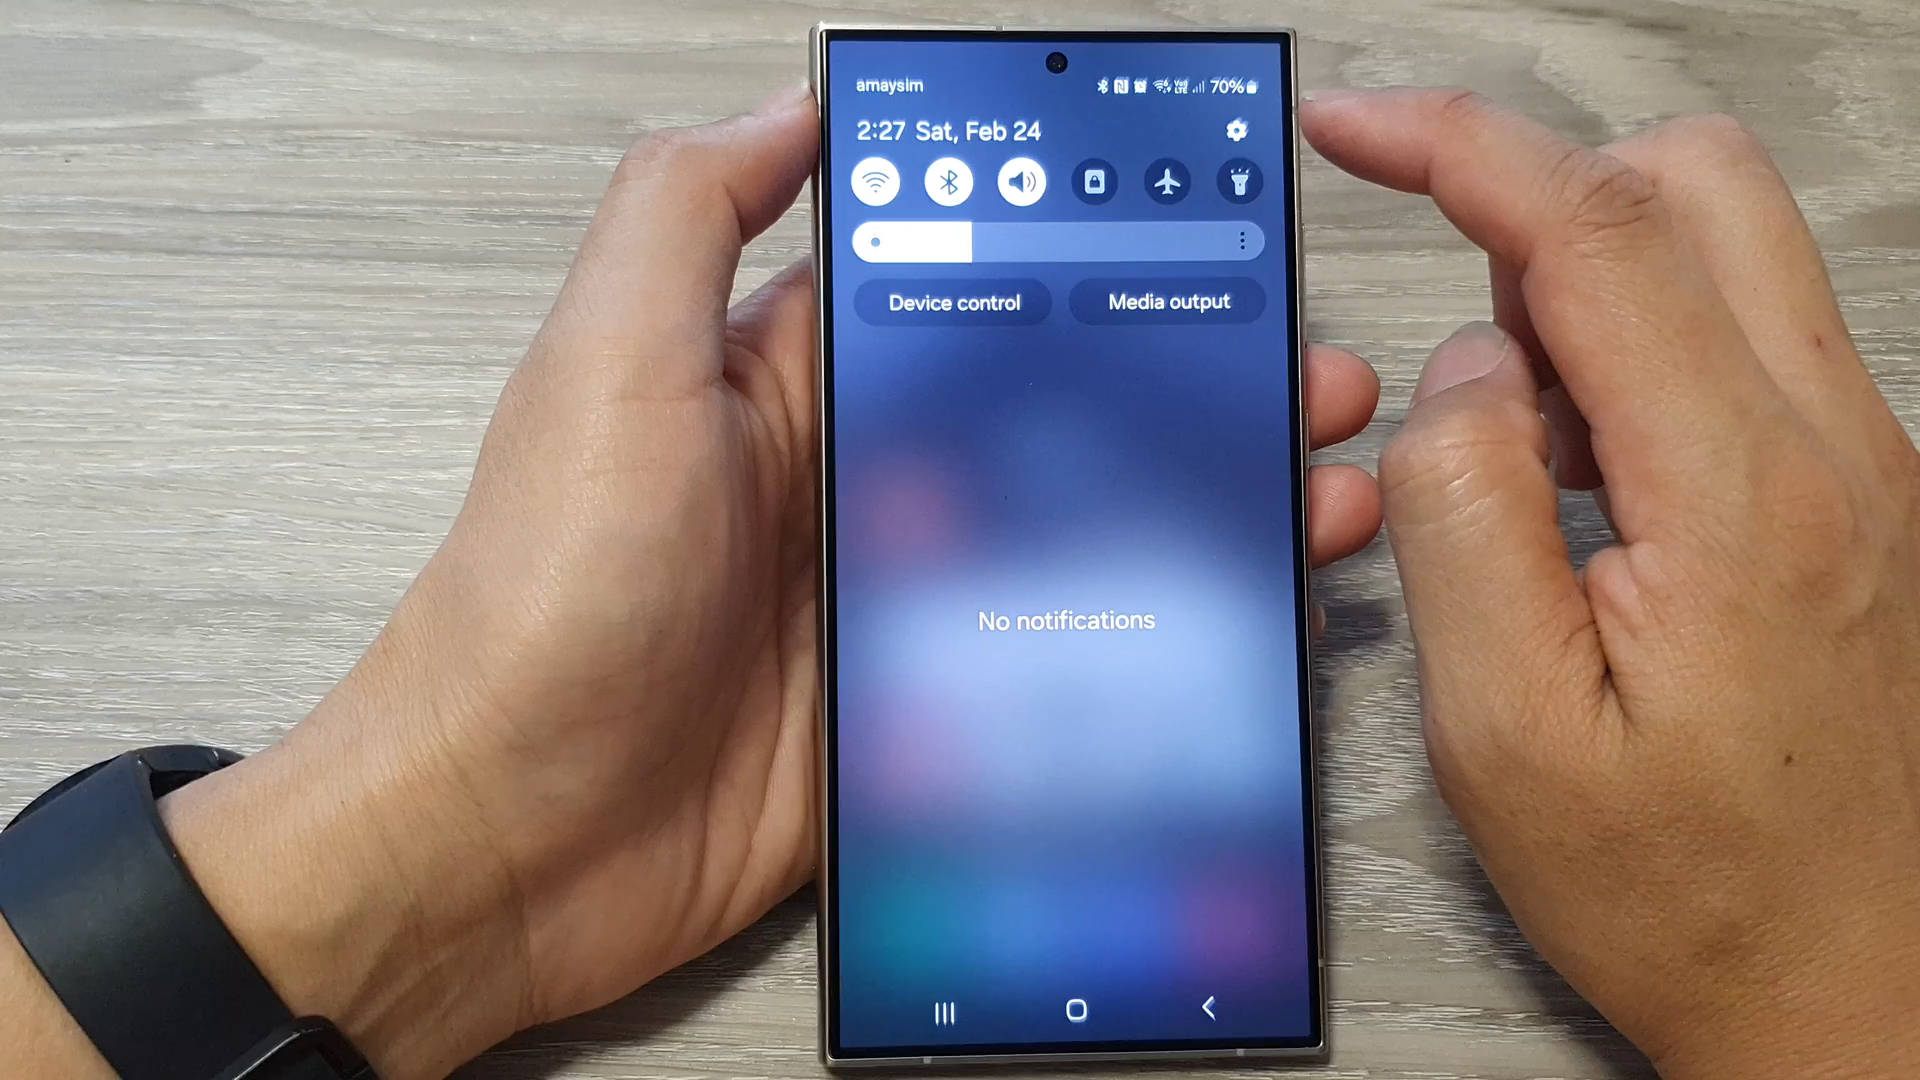 amaysim 70%
2:27 Sat, Feb 24
Device control Media output
No notifications